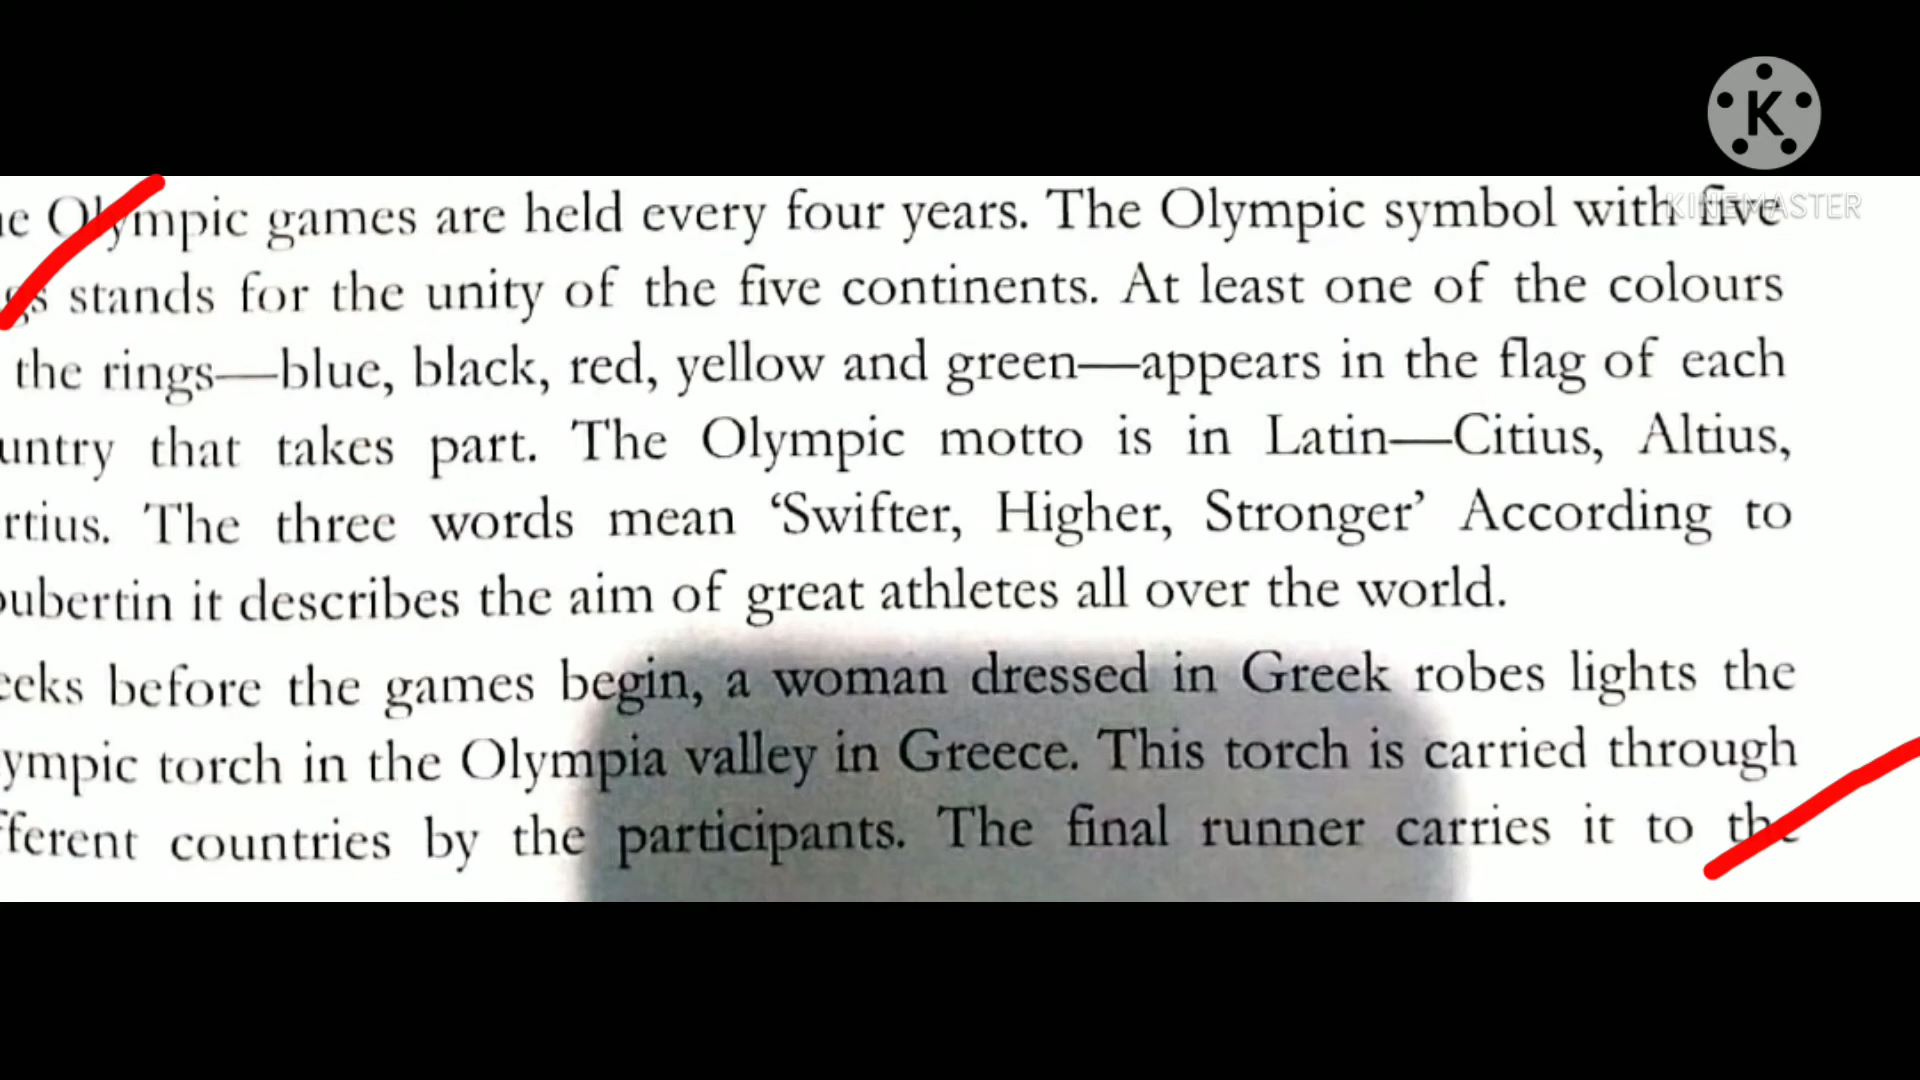 K
KINEMASTER
Olympic games are held every four years. The Olympic symbol with five
stands for the unity of the five continents. At least one of the colours
the rings—blue, black, red, yellow and green—appears in the flag of each
untry that takes part. The Olympic motto is in Latin—Citius, Altius,
rtius. The three words mean ‘Swifter, Higher, Stronger’ According to
oubertin it describes the aim of great athletes all over the world.
eeks before the games begin, a woman dressed in Greek robes lights the
ympic torch in the Olympia valley in Greece. This torch is carried through
fferent countries by the participants. The final runner carries it to the